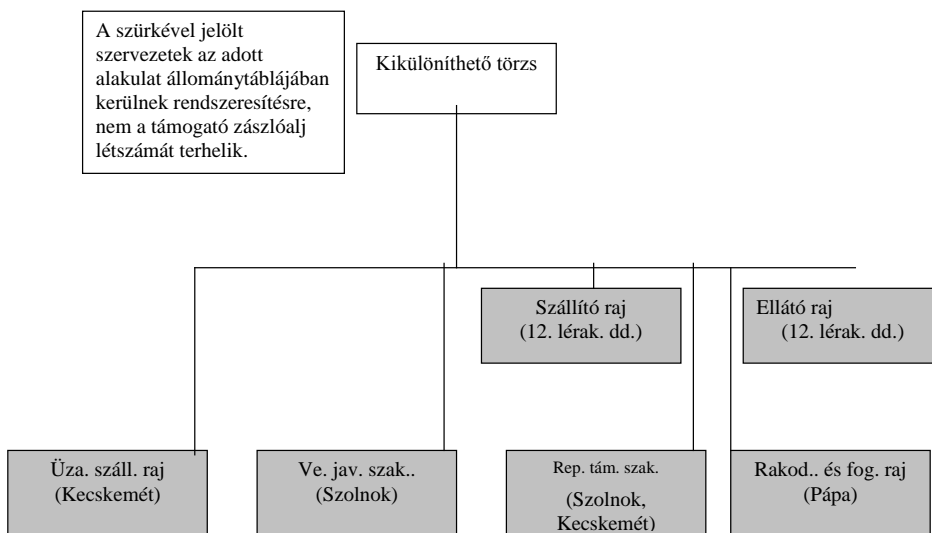 A szürkével jelölt
szervezetek az adott
alakulat állománytáblájában
kerülnek rendszeresítésre,
nem a támogató zászlóalj
létszámát terhelik.
Kikülöníthető törzs
Szállító raj
(12. lérak. dd.)
Ellátó raj
(12. lérak. dd.)
Üza. száll. raj
(Kecskemét)
Ve. jav. szak..
(Szolnok)
Rep. tám. szak.
(Szolnok,
Kecskemét)
Rakod.. és fog. raj
(Pápa)